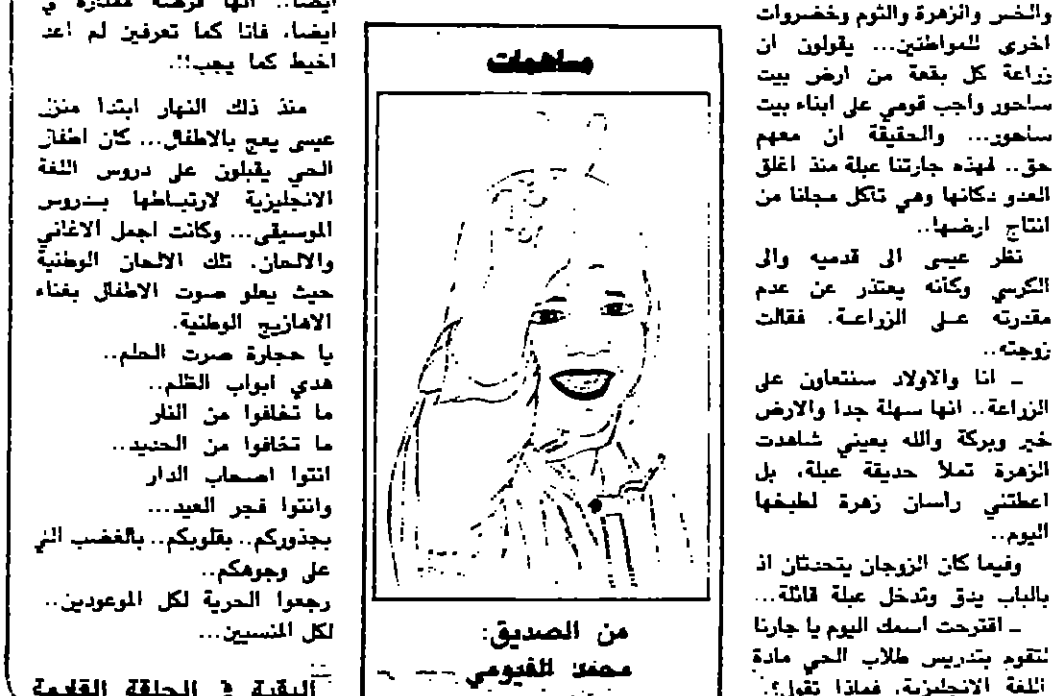 والخس والزهرة والثوم وخضروات
اخرى للمواطنين... يقولون ان
زراعة كل بقعة من ارض بيت
ساحور واجب قومي على ابناء بيت
ساحور... والحقيقة ان معهم
حق.. فهذه جارتنا عبلة منذ اغلق
العدو دكانها وهي تاكل مجانا من
انتاج ارضها..
نظر عيسى الى قدميه والى
الكرسي وكأنه يعتذر عن عدم
مقدرته على الزراعة. فقالت
زوجته..
ـ انا والاولاد سنتعاون على
الزراعة.. انها سهلة جدا والارض
خير وبركة والله بعيني شاهدت
الزهرة تملأ حديقة عبلة، بل
اعطتني رأسان زهرة لطبخها
اليوم..
وفيما كان الزوجان يتحدثان اذ
بالباب يدق وتدخل عبلة قائلة...
ـ اقترحت اسمك اليوم يا جارنا
لتقوم بتدريس طلاب الحي مادة
اللغة الانجليزية. فماذا تقول؟.
مساهمات
من الصديق:
محمد الفيومي
ايضا.. انها فرصة في
ايضا. فانا كما تعرفين لم اعد
اخيط كما يجب!!.
منذ ذلك النهار ابتدا منزل
عيسى يعج بالاطفال... كان اطفال
الحي يقبلون على دروس اللغة
الانجليزية لارتباطها بدروس
الموسيقى... وكانت اجمل الاغاني
والالحان. تلك الالحان الوطنية
حيث يعلو صوت الاطفال بغناء
الاهازيج الوطنية.
يا حجارة صرت الحلم..
هدي ابواب الظلم..
ما تخافوا من النار
ما تخافوا من الحديد..
انتوا اصحاب الدار
وانتوا فجر العيد...
بجذوركم.. بقلوبكم.. بالغضب الي
على وجوهكم..
رجعوا الحرية لكل الموعودين..
لكل المنسيين...
البقية في الحلقة القادمة